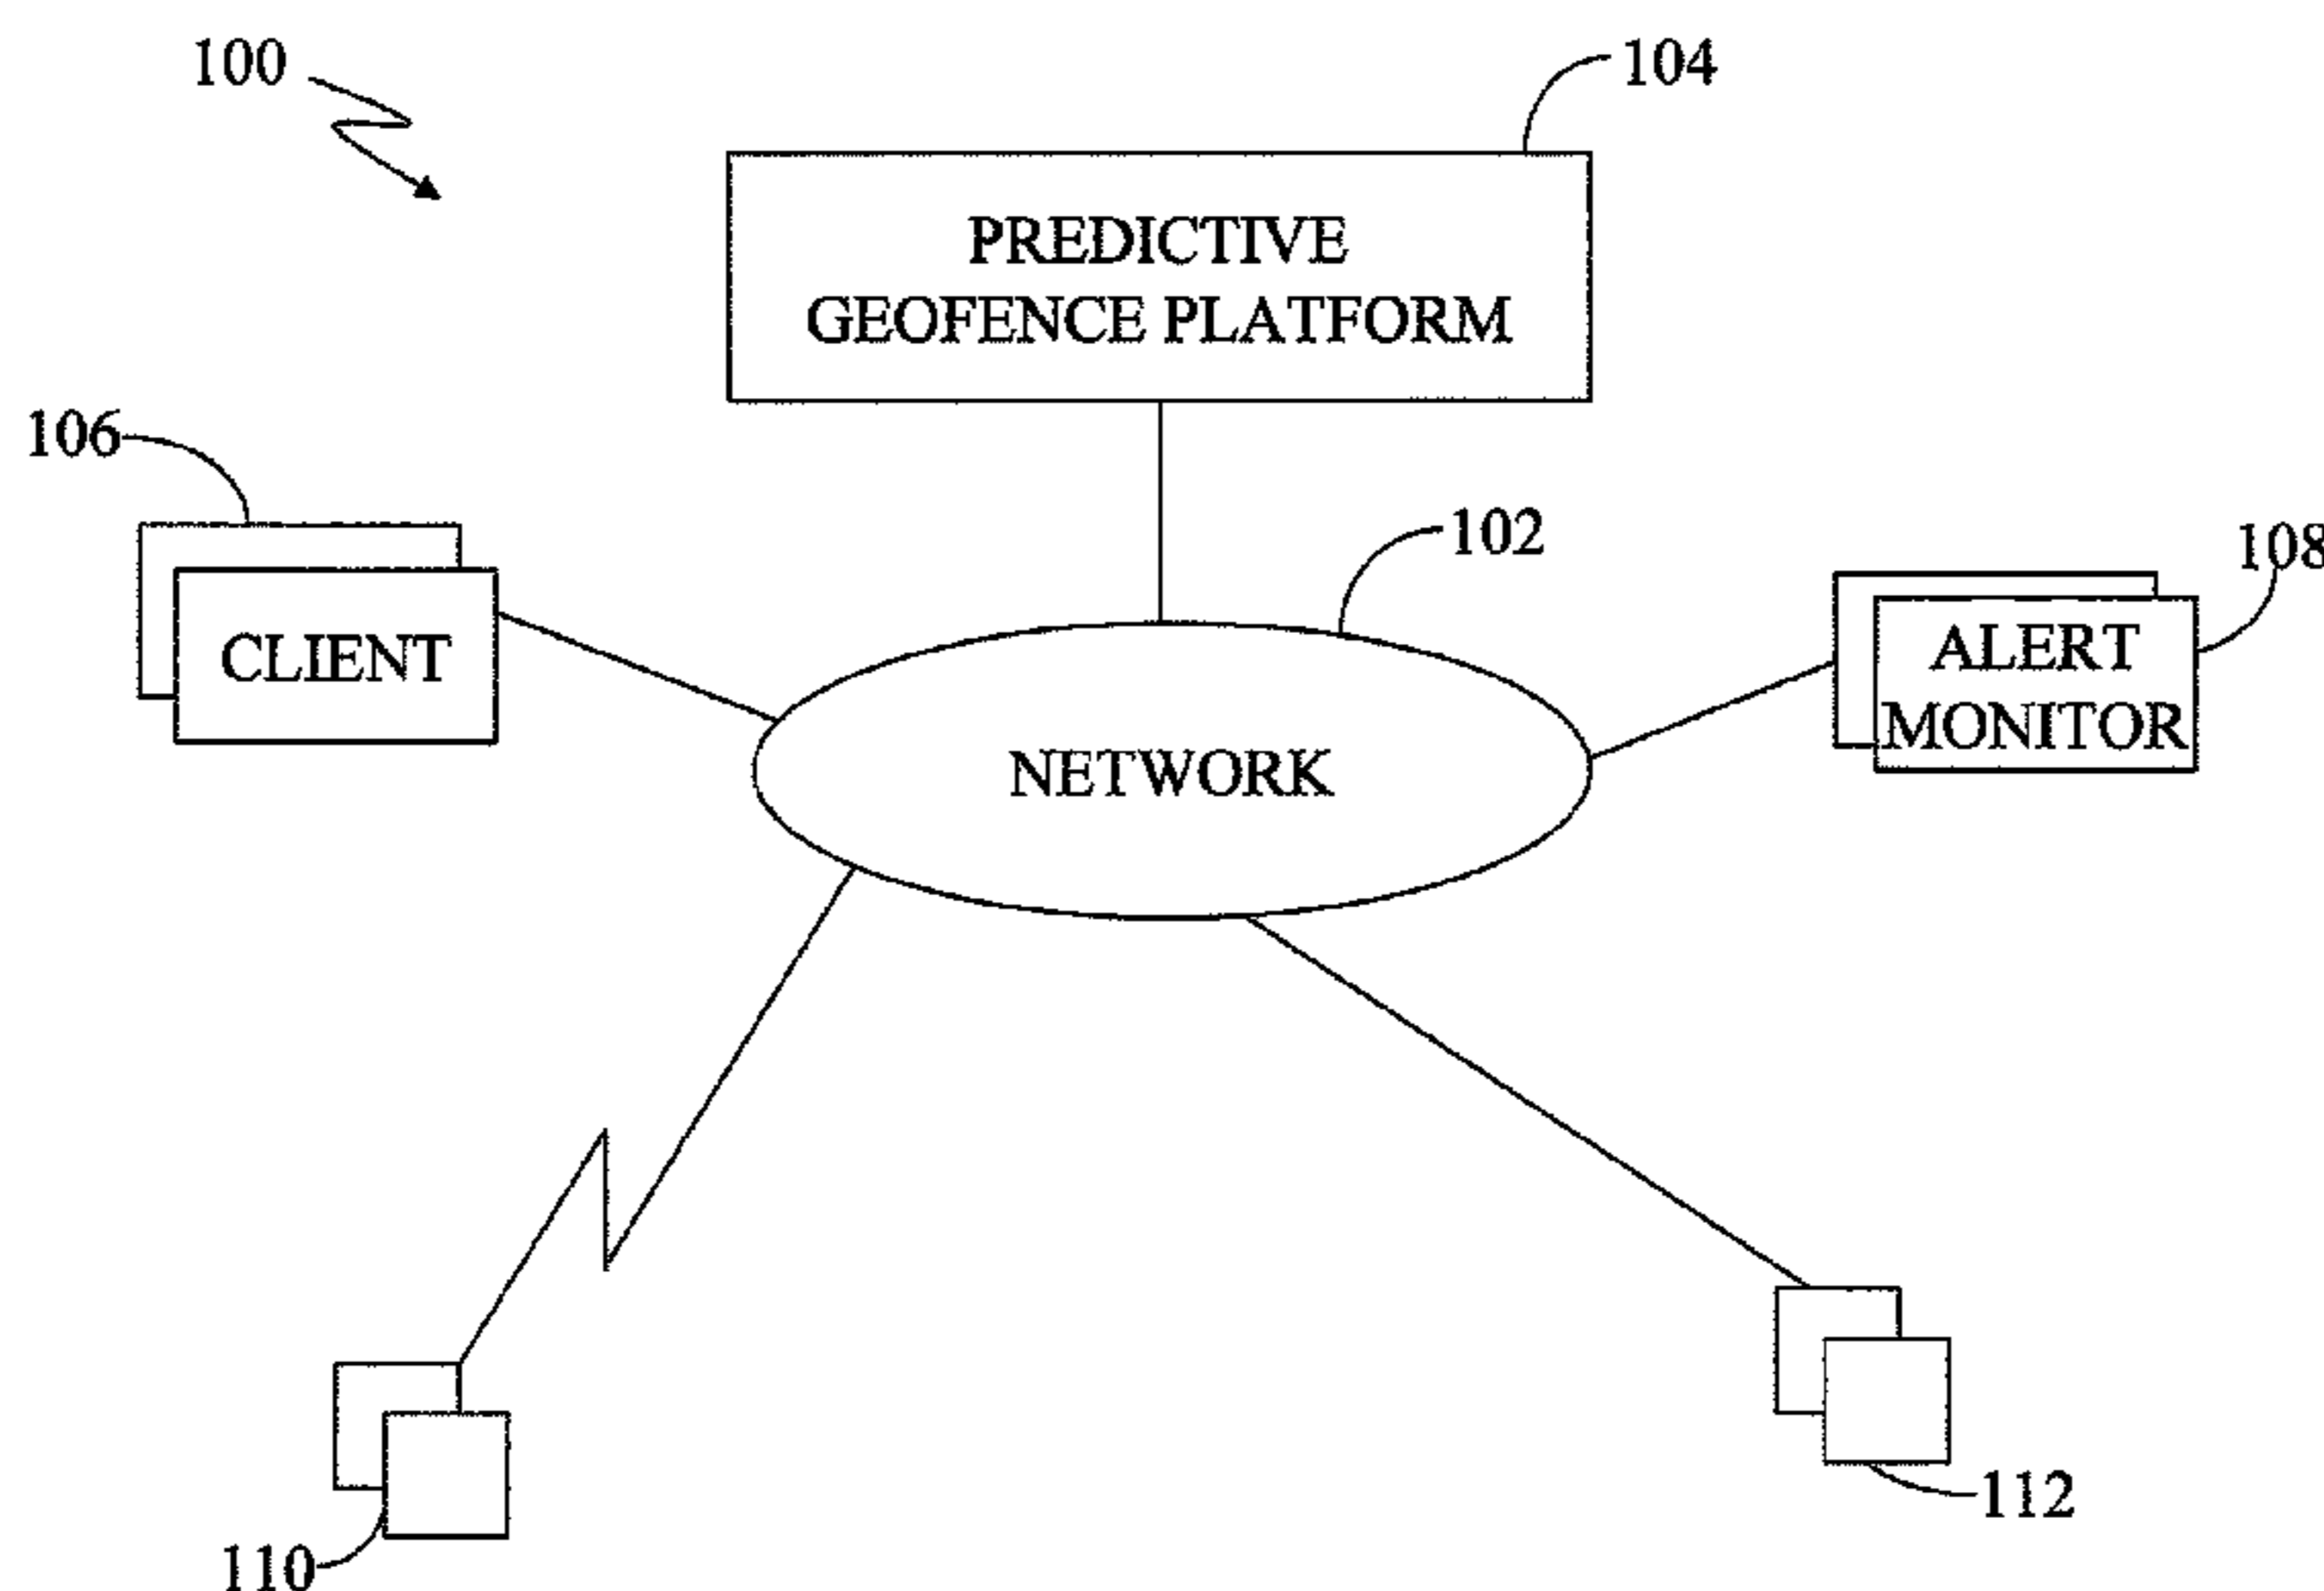 100
104
PREDICTIVE
GEOFENCE PLATFORM
106
102
108
CLIENT
ALERT
MONITOR
NETWORK
110
112